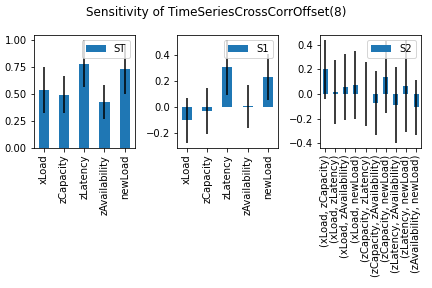 Sensitivity of TimeSeriesCrossCorrOffset(8)
ST
1.00
0.75
0.50
0.25
0.00
xLoad
zCapacity
zLatency
zAvailability
newLoad
S1
0.4
0.2
0.0
−0.2
xLoad
zCapacity
zLatency
zAvailability
newLoad
S2
0.4
0.2
0.0
−0.2
−0.4
(xLoad, zCapacity)
(xLoad, zLatency)
(xLoad, zAvailability)
(xLoad, newLoad)
(zCapacity, zLatency)
(zCapacity, zAvailability)
(zCapacity, newLoad)
(zLatency, zAvailability)
(zLatency, newLoad)
(zAvailability, newLoad)